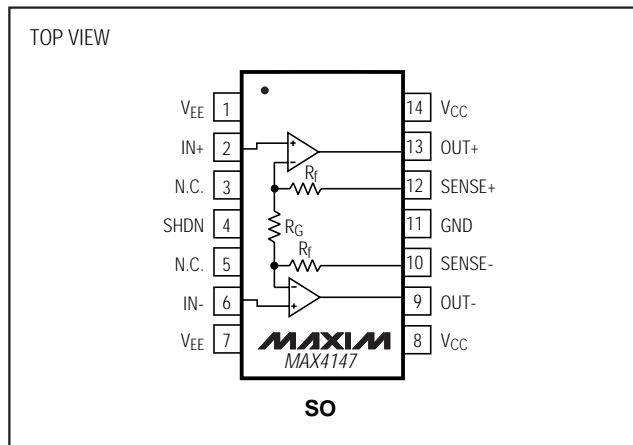 TOP VIEW
VEE 1
14 VCC
IN+ 2
13 OUT+
N.C. 3
Rf
12 SENSE+
SHDN 4
RG
11 GND
N.C. 5
Rf
10 SENSE-
IN- 6
9 OUT-
VEE 7
MAXIM
8 VCC
MAX4147
SO